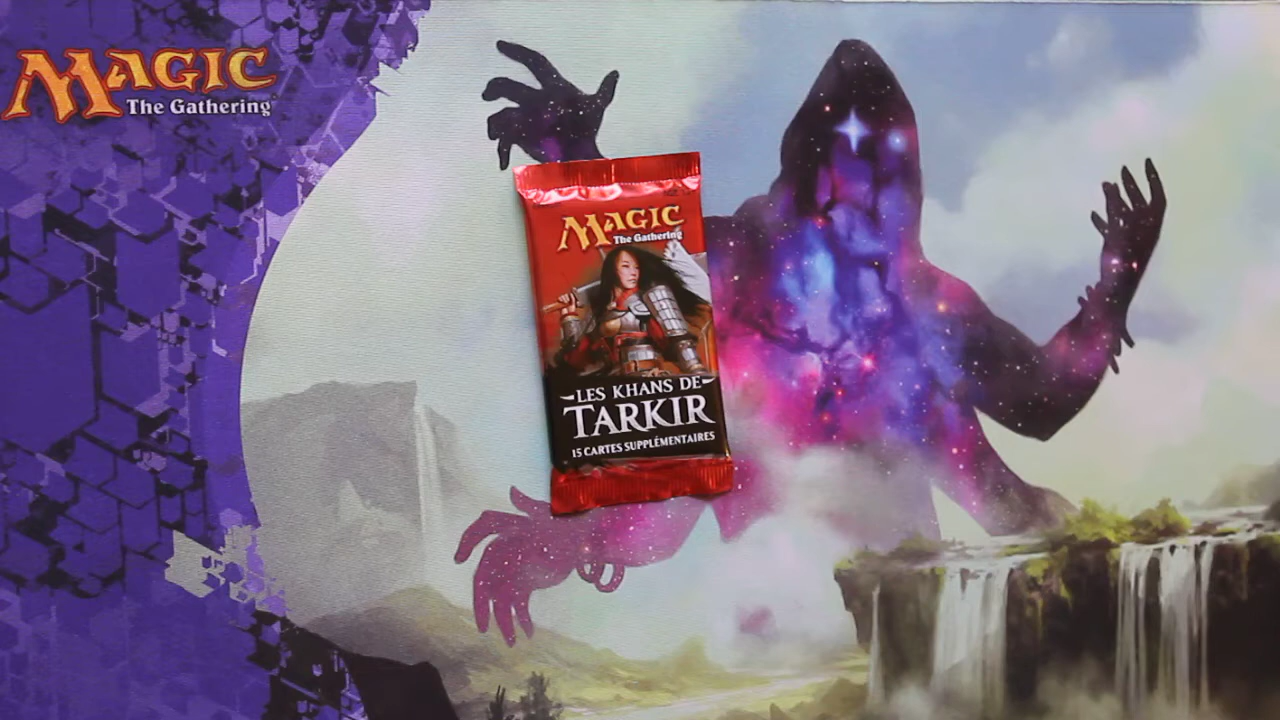 MAGIC
The Gathering
MAGIC
The Gathering
LES KHANS DE
TARKIR
15 CARTES SUPPLÉMENTAIRES